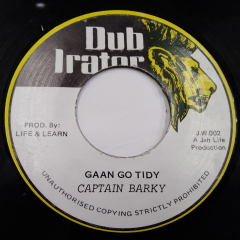 Dub
Irator
PROD. By:
LIFE & LEARN
J.W.002
A Jah Life
Production
GAAN GO TIDY
CAPTAIN BARKY
UNAUTHORISED COPYING STRICTLY PROHIBITED